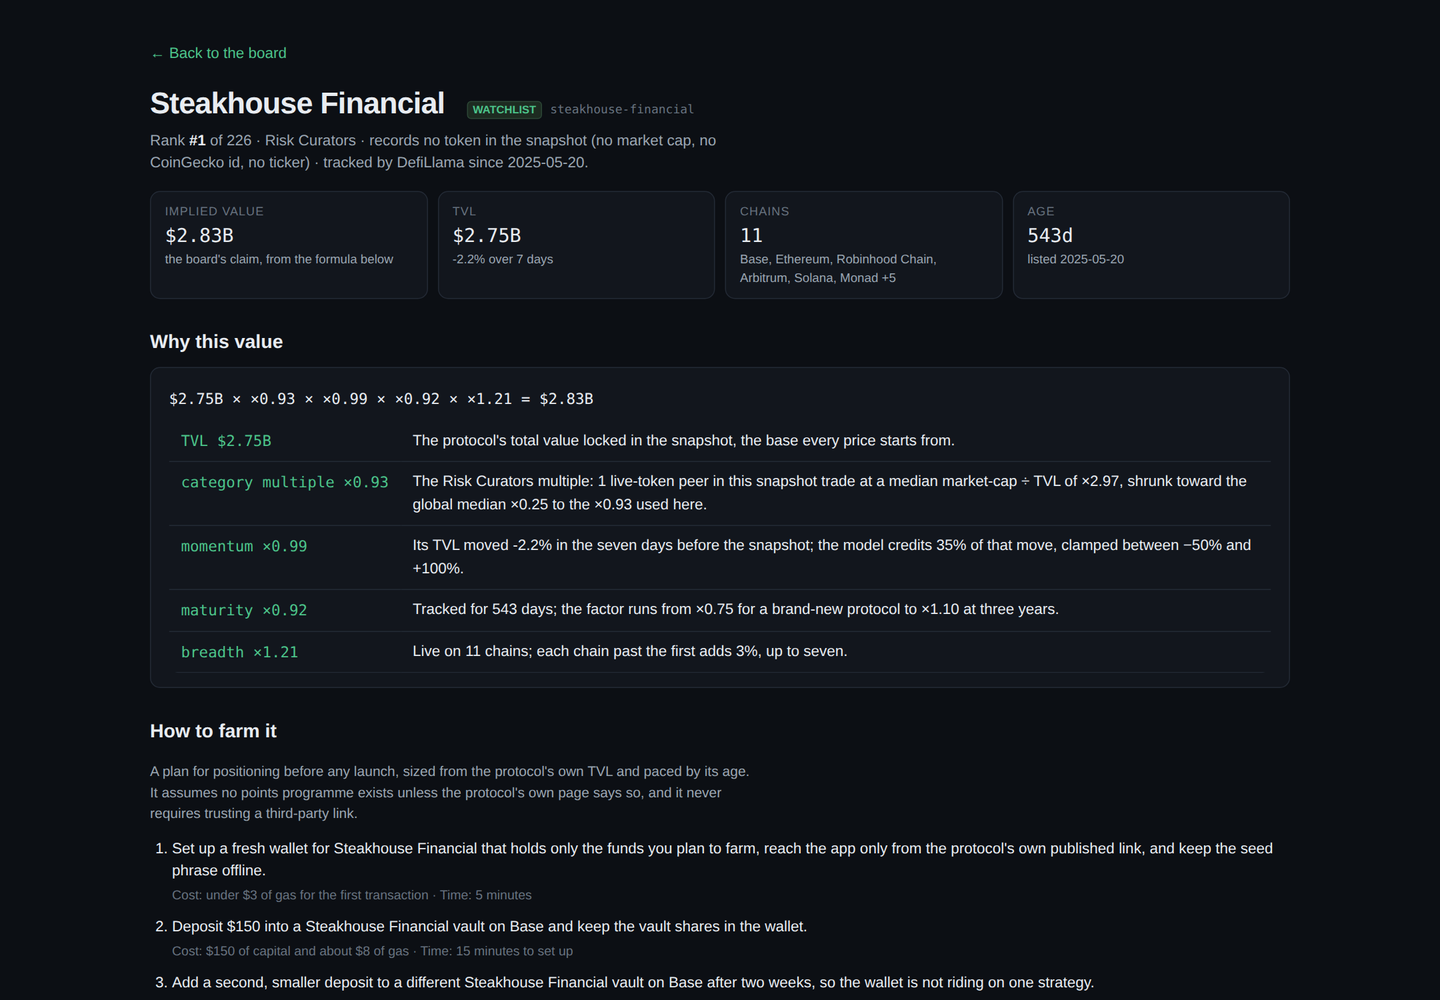 ← Back to the board
Steakhouse Financial WATCHLIST steakhouse-financial
Rank #1 of 226 · Risk Curators · records no token in the snapshot (no market cap, no
CoinGecko id, no ticker) · tracked by DefiLlama since 2025-05-20.
IMPLIED VALUE
$2.83B
the board's claim, from the formula below
TVL
$2.75B
-2.2% over 7 days
CHAINS
11
Base, Ethereum, Robinhood Chain,
Arbitrum, Solana, Monad +5
AGE
543d
listed 2025-05-20
Why this value
$2.75B × ×0.93 × ×0.99 × ×0.92 × ×1.21 = $2.83B
TVL $2.75B The protocol's total value locked in the snapshot, the base every price starts from.
category multiple ×0.93 The Risk Curators multiple: 1 live-token peer in this snapshot trade at a median market-cap ÷ TVL of ×2.97, shrunk toward the
global median ×0.25 to the ×0.93 used here.
momentum ×0.99 Its TVL moved -2.2% in the seven days before the snapshot; the model credits 35% of that move, clamped between −50% and
+100%.
maturity ×0.92 Tracked for 543 days; the factor runs from ×0.75 for a brand-new protocol to ×1.10 at three years.
breadth ×1.21 Live on 11 chains; each chain past the first adds 3%, up to seven.
How to farm it
A plan for positioning before any launch, sized from the protocol's own TVL and paced by its age.
It assumes no points programme exists unless the protocol's own page says so, and it never
requires trusting a third-party link.
1. Set up a fresh wallet for Steakhouse Financial that holds only the funds you plan to farm, reach the app only from the protocol's own published link, and keep the seed
phrase offline.
Cost: under $3 of gas for the first transaction · Time: 5 minutes
2. Deposit $150 into a Steakhouse Financial vault on Base and keep the vault shares in the wallet.
Cost: $150 of capital and about $8 of gas · Time: 15 minutes to set up
3. Add a second, smaller deposit to a different Steakhouse Financial vault on Base after two weeks, so the wallet is not riding on one strategy.